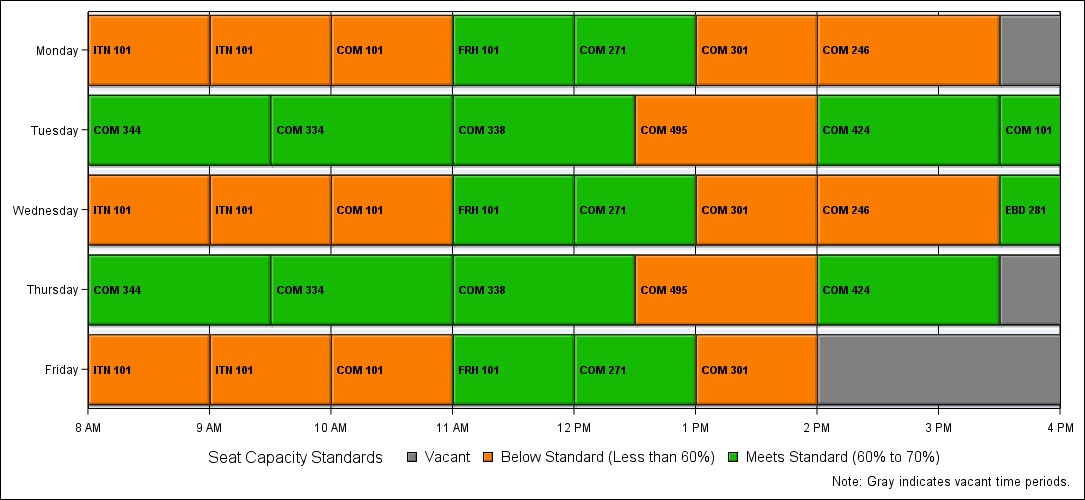 Monday
ITN 101 ITN 101 COM 101 FRH 101 COM 271 COM 301 COM 246
Tuesday
COM 344 COM 334 COM 338 COM 495 COM 424 COM 101
Wednesday
ITN 101 ITN 101 COM 101 FRH 101 COM 271 COM 301 COM 246 EBD 281
Thursday
COM 344 COM 334 COM 338 COM 495 COM 424
Friday
ITN 101 ITN 101 COM 101 FRH 101 COM 271 COM 301
8 AM 9 AM 10 AM 11 AM 12 PM 1 PM 2 PM 3 PM 4 PM
Seat Capacity Standards Vacant Below Standard (Less than 60%) Meets Standard (60% to 70%)
Note: Gray indicates vacant time periods.